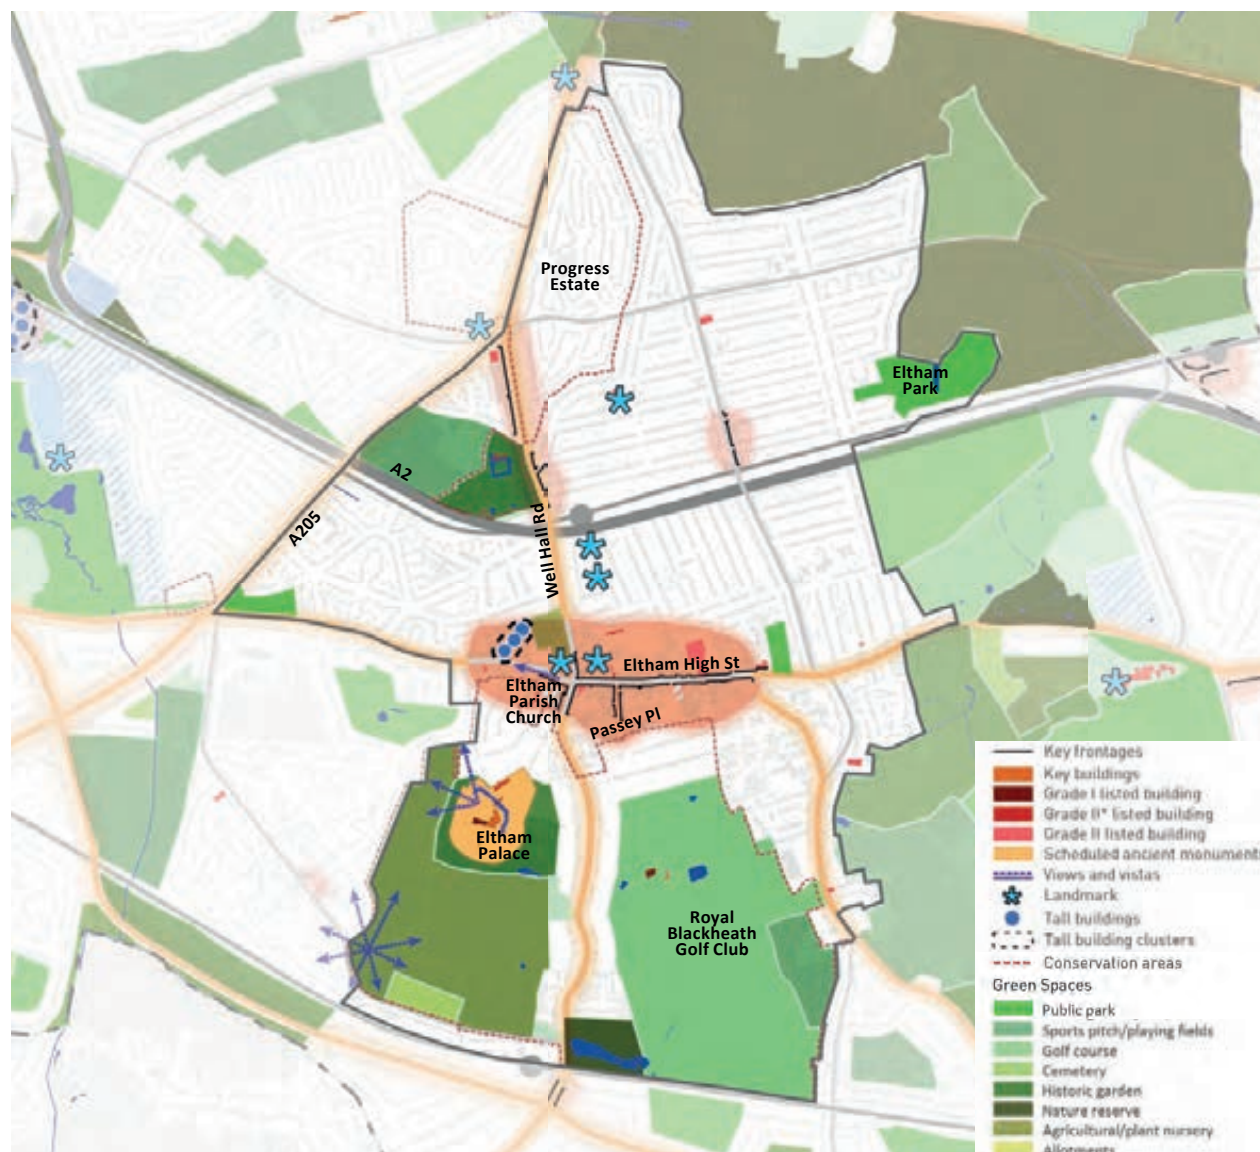 Progress
Estate
Eltham
Park
A2
A205
Well Hall Rd
Eltham High St
Eltham
Parish
Church
Passey Pl
Eltham
Palace
Royal
Blackheath
Golf Club
Key frontages
Key buildings
Grade I listed building
Grade II* listed building
Grade II listed building
Scheduled ancient monument
Views and vistas
Landmark
Tall buildings
Tall building clusters
Conservation areas
Green Spaces
Public park
Sports pitch/playing fields
Golf course
Cemetery
Historic garden
Nature reserve
Agricultural/plant nursery
Allotments